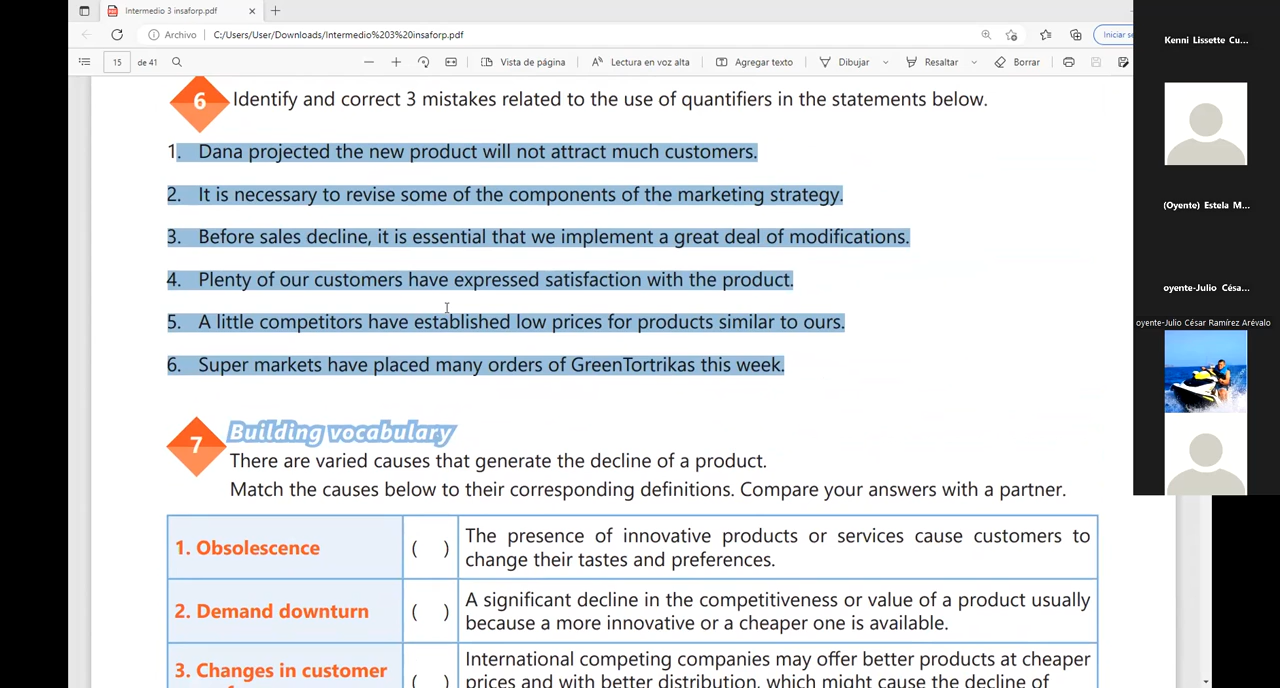 Intermedio 3 insaforp.pdf
Archivo
C:/Users/User/Downloads/Intermedio%203%20insaforp.pdf
Iniciar
15 de 41
Vista de página
Lectura en voz alta
Agregar texto
Dibujar
Resaltar
Borrar
6 Identify and correct 3 mistakes related to the use of quantifiers in the statements below.
1. Dana projected the new product will not attract much customers.
2. It is necessary to revise some of the components of the marketing strategy.
3. Before sales decline, it is essential that we implement a great deal of modifications.
4. Plenty of our customers have expressed satisfaction with the product.
5. A little competitors have established low prices for products similar to ours.
6. Super markets have placed many orders of GreenTortrikas this week.
7 Building vocabulary
There are varied causes that generate the decline of a product.
Match the causes below to their corresponding definitions. Compare your answers with a partner.
1. Obsolescence
( )
The presence of innovative products or services cause customers to
change their tastes and preferences.
2. Demand downturn
( )
A significant decline in the competitiveness or value of a product usually
because a more innovative or a cheaper one is available.
3. Changes in customer
( )
International competing companies may offer better products at cheaper
prices and with better distribution, which might cause the decline of
Kenni Lissette Cu...
(Oyente) Estela M...
oyente-Julio Césa...
oyente-Julio César Ramírez Arévalo